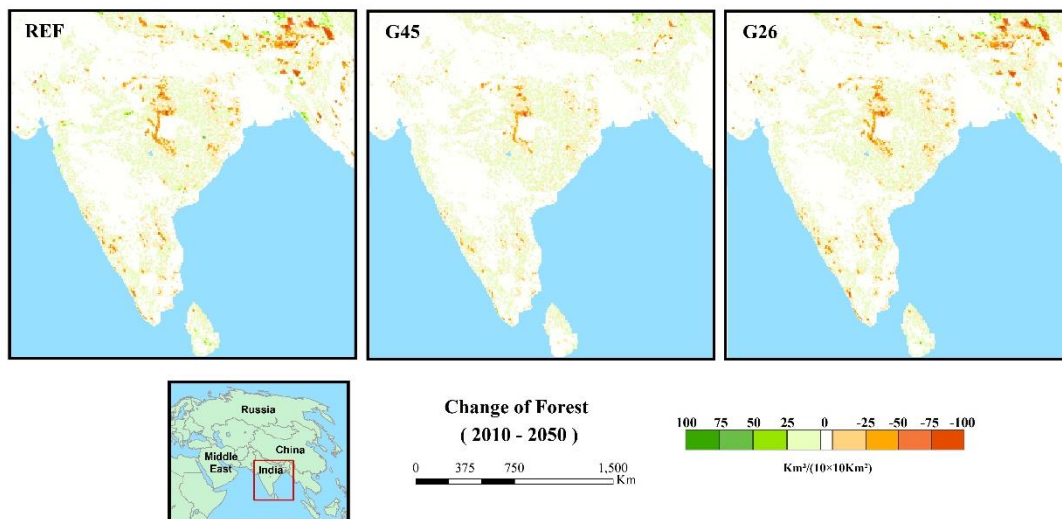 REF
G45
G26
Russia
China
Middle
East
India
Change of Forest
( 2010 - 2050 )
0 375 750 1,500
Km
100 75 50 25 0 -25 -50 -75 -100
Km²/(10×10Km²)